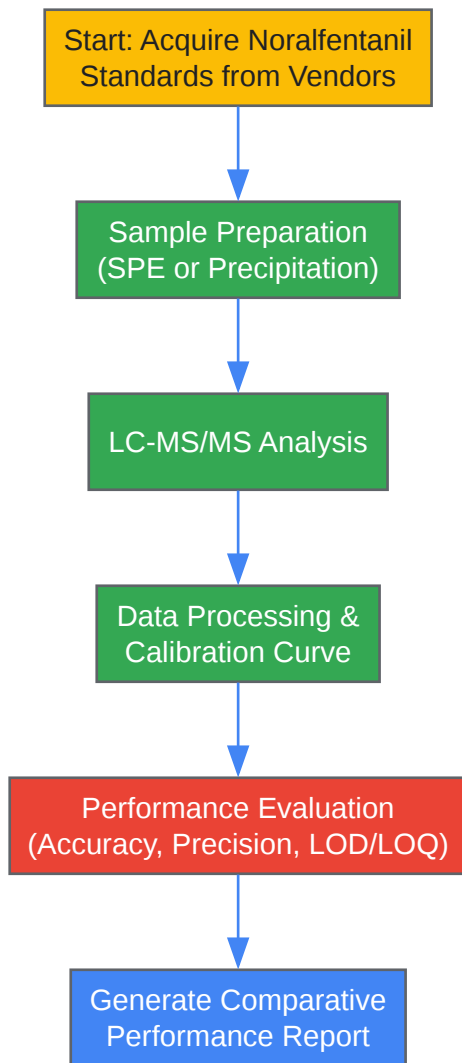 Start: Acquire Noralfentanil
Standards from Vendors
Sample Preparation
(SPE or Precipitation)
LC-MS/MS Analysis
Data Processing &
Calibration Curve
Performance Evaluation
(Accuracy, Precision, LOD/LOQ)
Generate Comparative
Performance Report